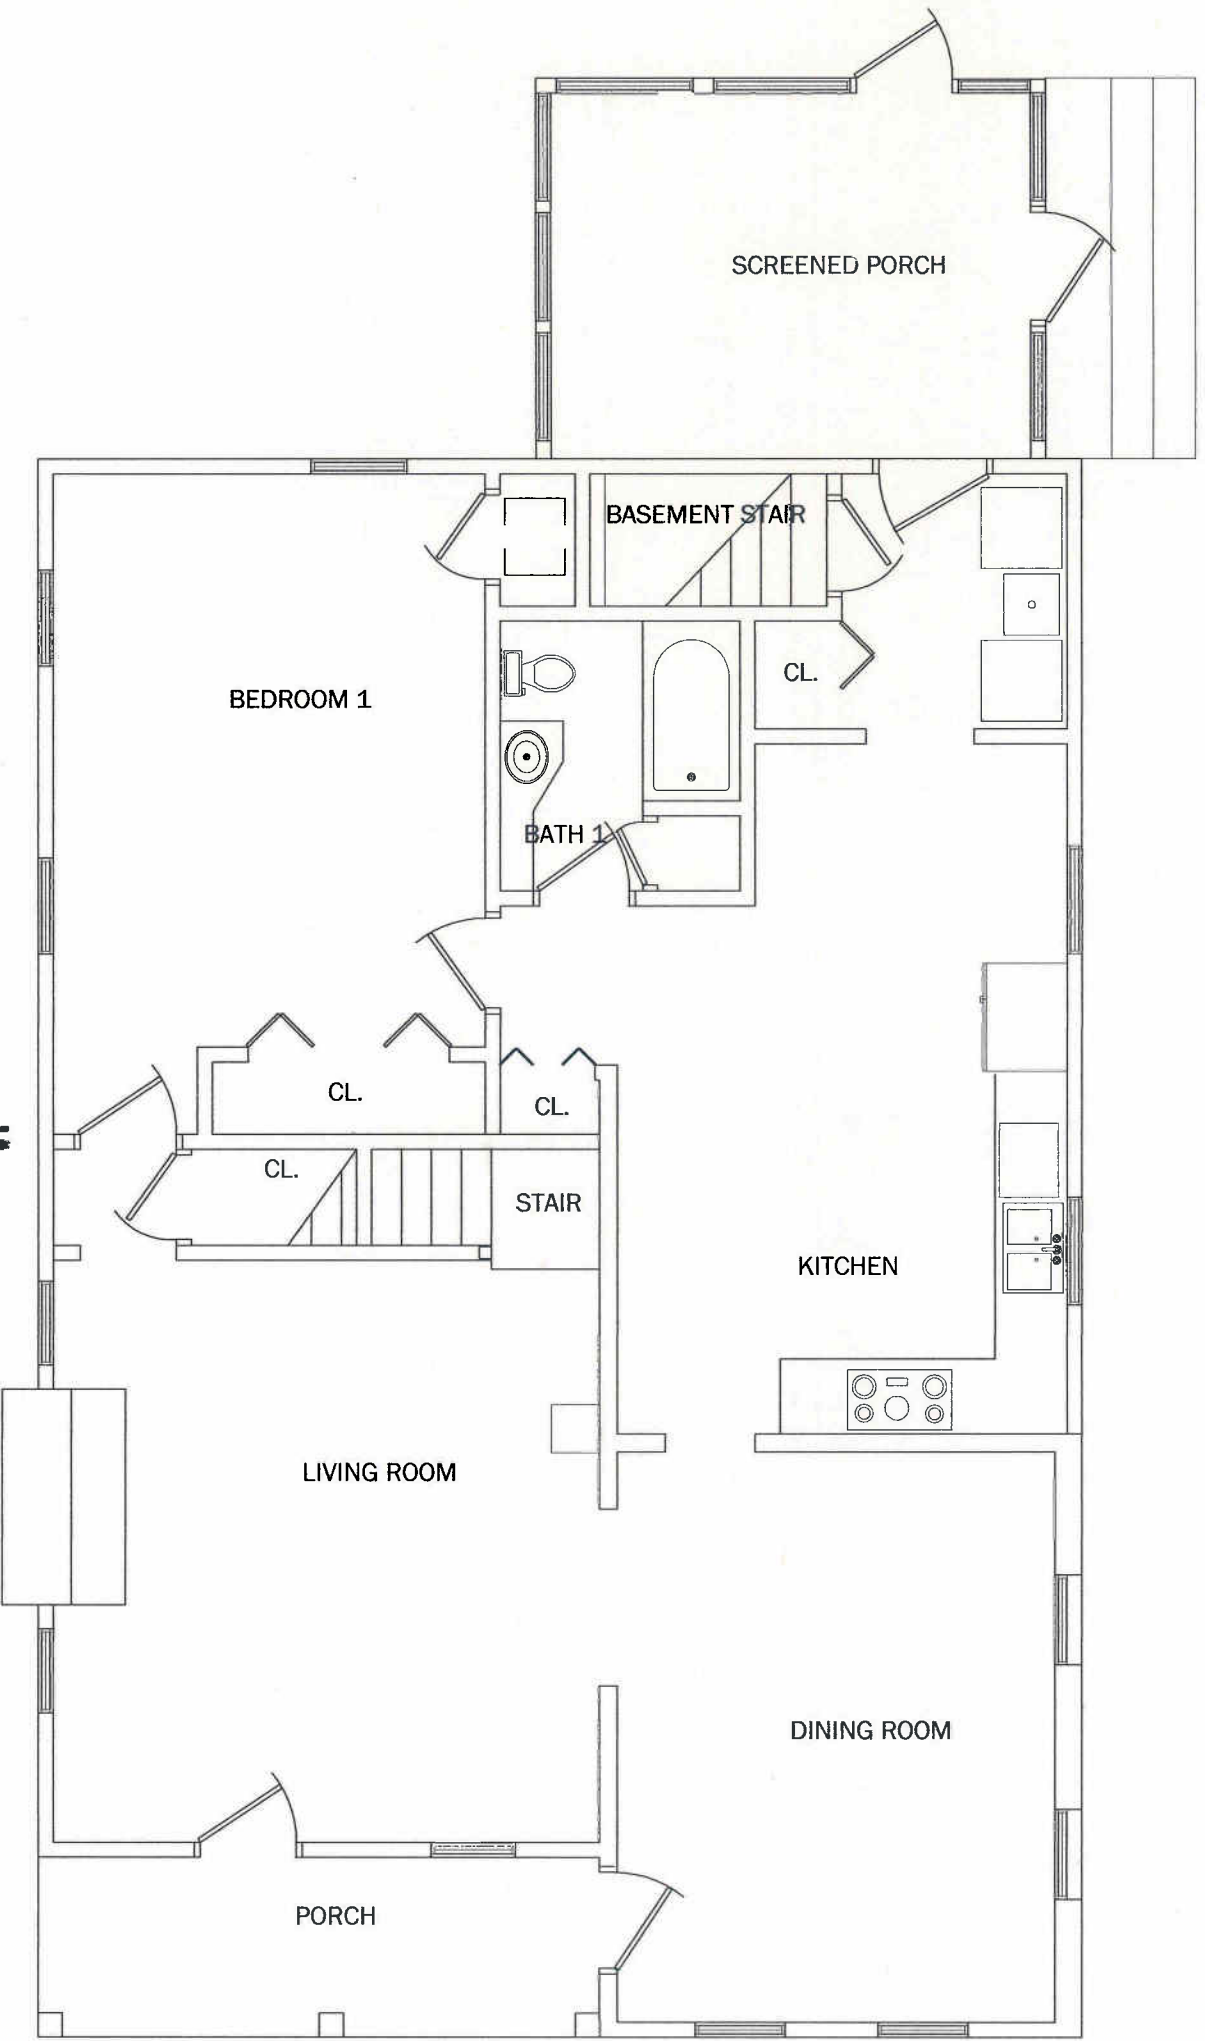 SCREENED PORCH
BASEMENT STAIR
CL.
BEDROOM 1
BATH 1
CL.
CL.
CL.
STAIR
KITCHEN
LIVING ROOM
DINING ROOM
PORCH